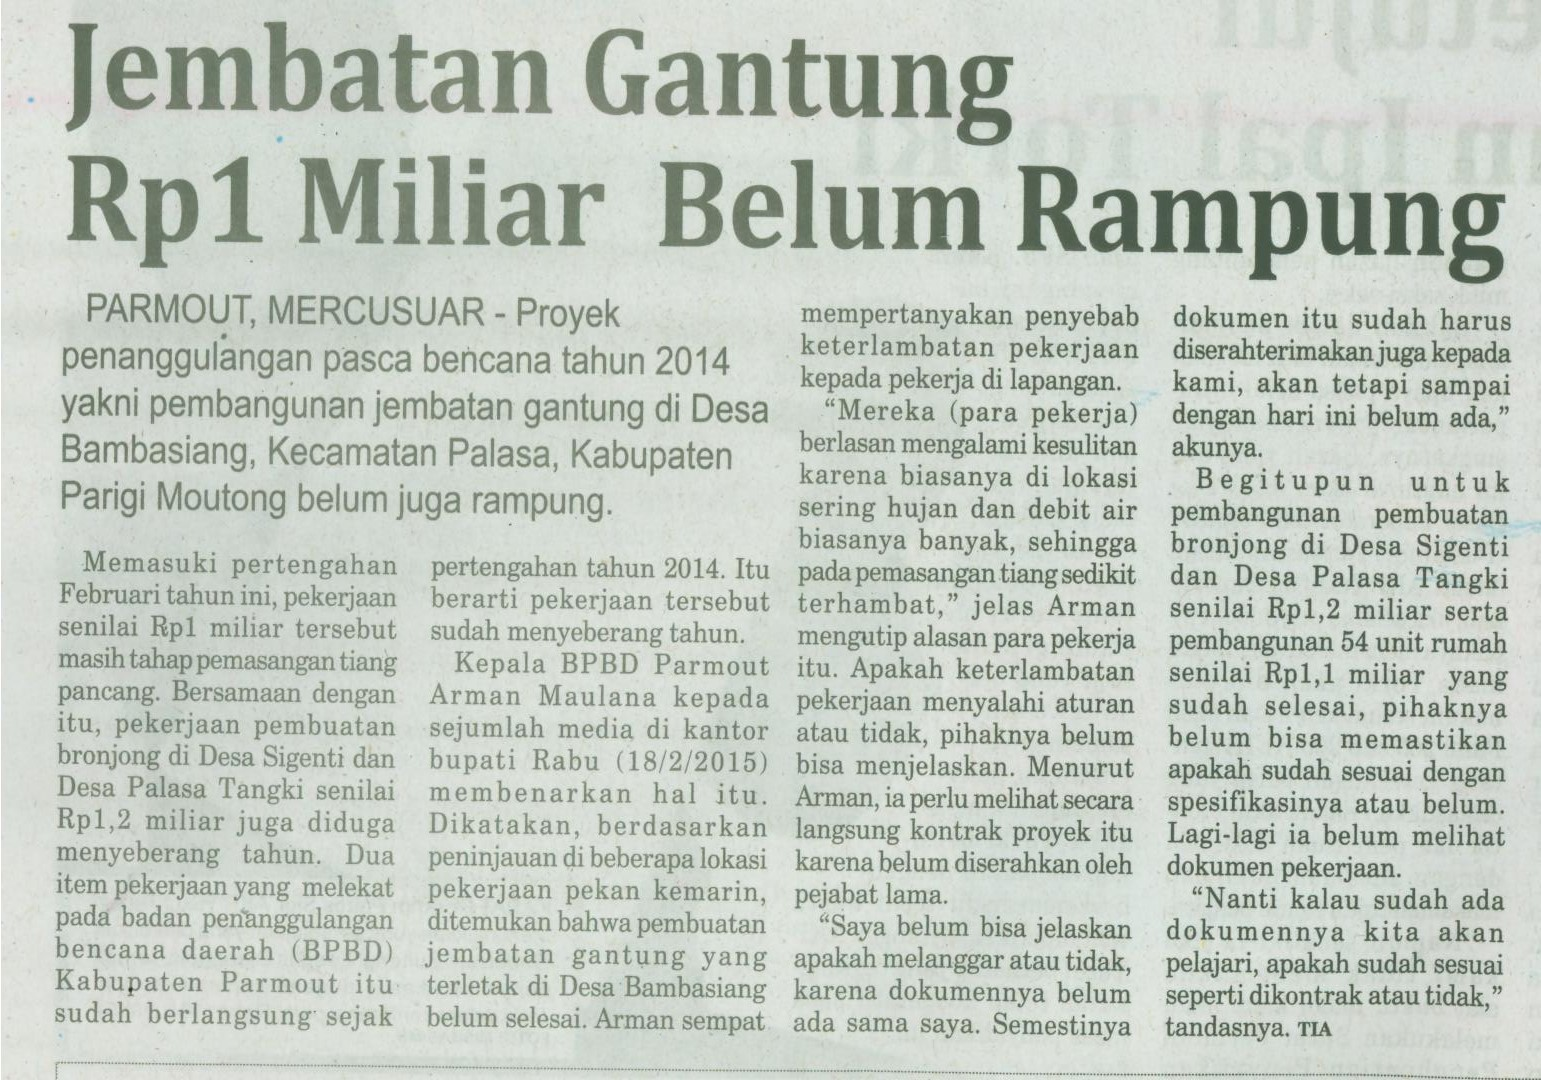 Jembatan Gantung
Rp1 Miliar Belum Rampung
PARMOUT, MERCUSUAR - Proyek
penanggulangan pasca bencana tahun 2014
yakni pembangunan jembatan gantung di Desa
Bambasiang, Kecamatan Palasa, Kabupaten
Parigi Moutong belum juga rampung.
Memasuki pertengahan
Februari tahun ini, pekerjaan
senilai Rp1 miliar tersebut
masih tahap pemasangan tiang
pancang. Bersamaan dengan
itu, pekerjaan pembuatan
bronjong di Desa Sigenti dan
Desa Palasa Tangki senilai
Rp1,2 miliar juga diduga
menyeberang tahun. Dua
item pekerjaan yang melekat
pada badan penanggulangan
bencana daerah (BPBD)
Kabupaten Parmout itu
sudah berlangsung sejak
pertengahan tahun 2014. Itu
berarti pekerjaan tersebut
sudah menyeberang tahun.
Kepala BPBD Parmout
Arman Maulana kepada
sejumlah media di kantor
bupati Rabu (18/2/2015)
membenarkan hal itu.
Dikatakan, berdasarkan
peninjauan di beberapa lokasi
pekerjaan pekan kemarin,
ditemukan bahwa pembuatan
jembatan gantung yang
terletak di Desa Bambasiang
belum selesai. Arman sempat
mempertanyakan penyebab
keterlambatan pekerjaan
kepada pekerja di lapangan.
“Mereka (para pekerja)
berlasan mengalami kesulitan
karena biasanya di lokasi
sering hujan dan debit air
biasanya banyak, sehingga
pada pemasangan tiang sedikit
terhambat,” jelas Arman
mengutip alasan para pekerja
itu. Apakah keterlambatan
pekerjaan menyalahi aturan
atau tidak, pihaknya belum
bisa menjelaskan. Menurut
Arman, ia perlu melihat secara
langsung kontrak proyek itu
karena belum diserahkan oleh
pejabat lama.
“Saya belum bisa jelaskan
apakah melanggar atau tidak,
karena dokumennya belum
ada sama saya. Semestinya
dokumen itu sudah harus
diserahterimakan juga kepada
kami, akan tetapi sampai
dengan hari ini belum ada,”
akunya.
Begitupun untuk
pembangunan pembuatan
bronjong di Desa Sigenti
dan Desa Palasa Tangki
senilai Rp1,2 miliar serta
pembangunan 54 unit rumah
senilai Rp1,1 miliar yang
sudah selesai, pihaknya
belum bisa memastikan
apakah sudah sesuai dengan
spesifikasinya atau belum.
Lagi-lagi ia belum melihat
dokumen pekerjaan.
“Nanti kalau sudah ada
dokumennya kita akan
pelajari, apakah sudah sesuai
seperti dikontrak atau tidak,”
tandasnya. TIA